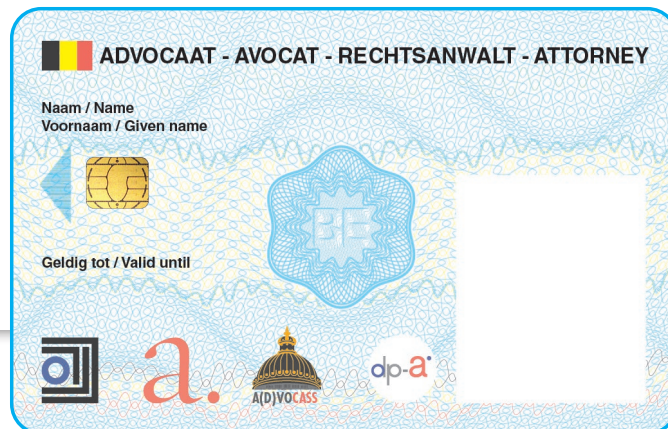 ADVOCAAT - AVOCAT - RECHTSANWALT - ATTORNEY
Naam / Name
Voornaam / Given name
BE
Geldig tot / Valid until
a.
A(D)VOCASS
dp-a